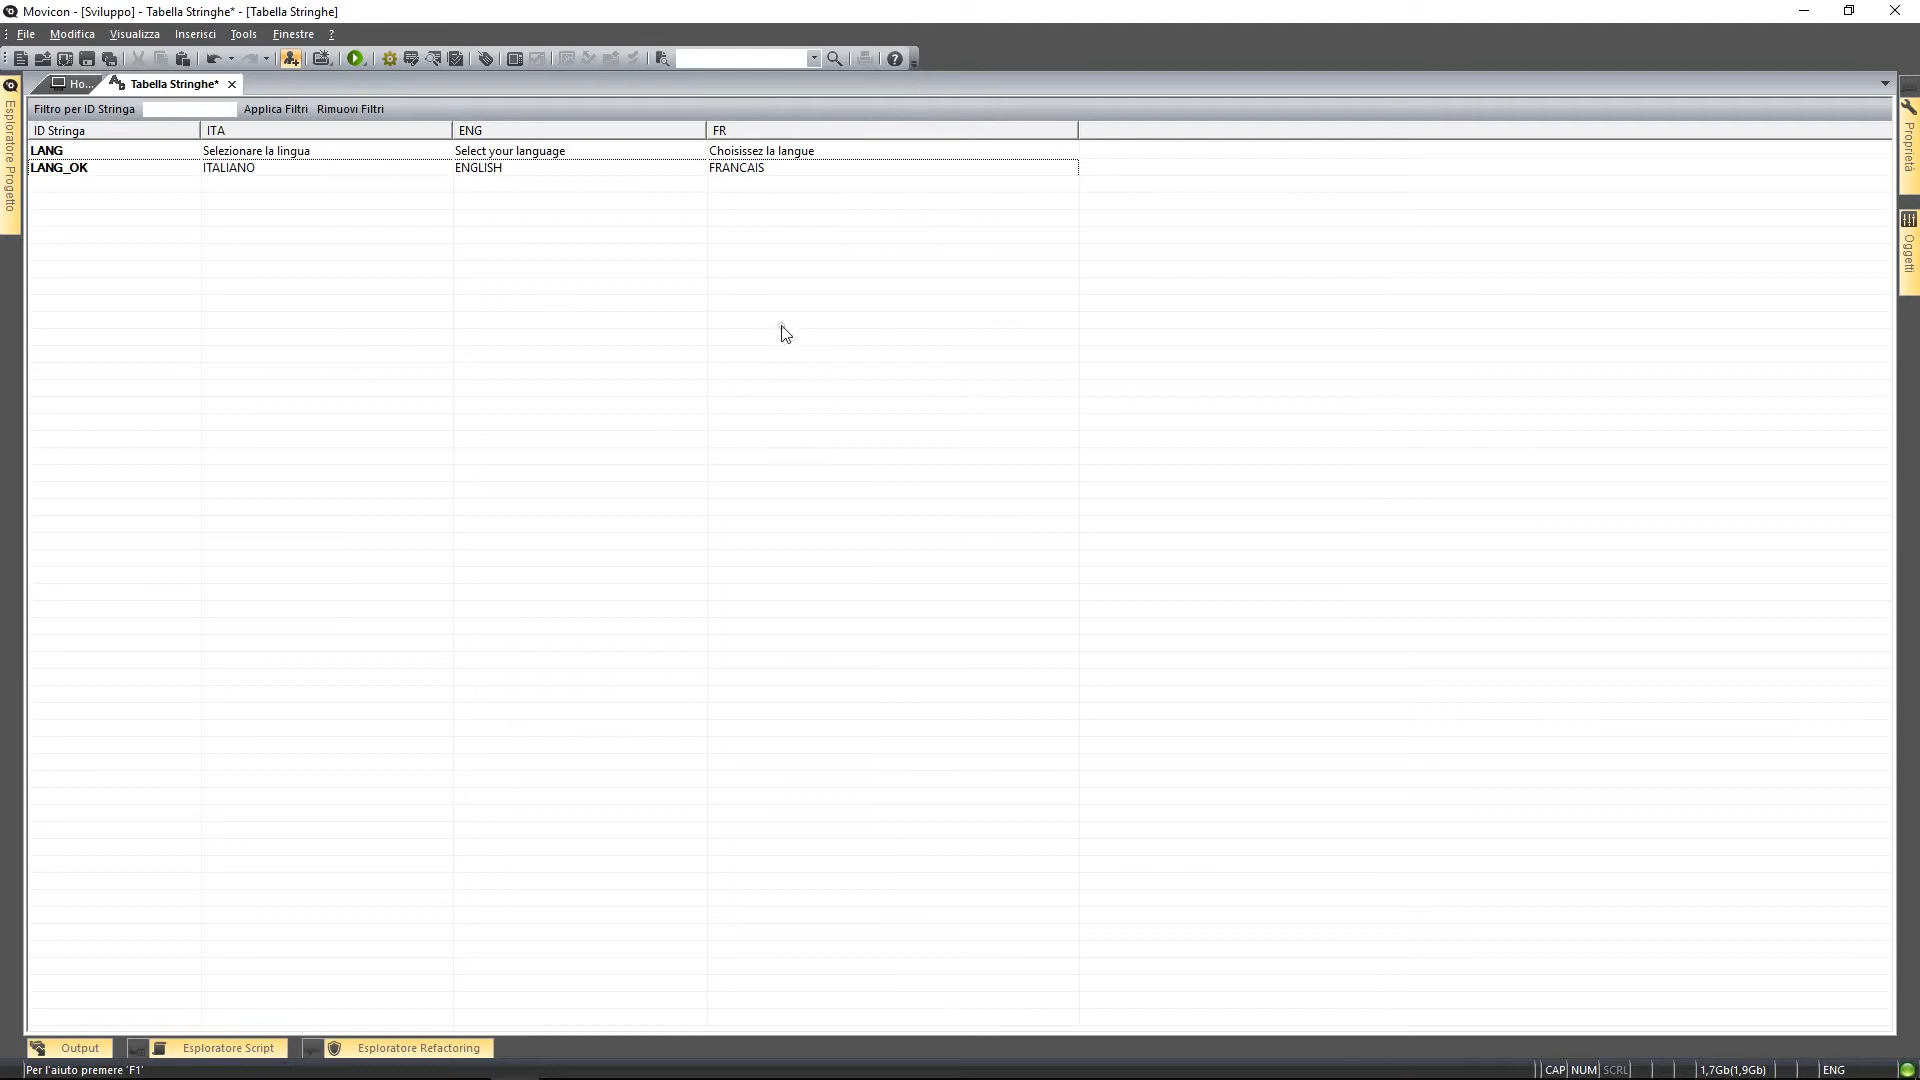 Movicon - [Sviluppo] - Tabella Stringhe* - [Tabella Stringhe]
File Modifica Visualizza Inserisci Tools Finestre ?
Ho... Tabella Stringhe*
Filtro per ID Stringa Applica Filtri Rimuovi Filtri
ID Stringa ITA ENG FR
LANG Selezionare la lingua Select your language Choisissez la langue
LANG_OK ITALIANO ENGLISH FRANCAIS
Esploratore Progetto
Proprietà
Oggetti
Output Esploratore Script Esploratore Refactoring
Per l'aiuto premere 'F1' CAP NUM SCRL 1,7Gb(1,9Gb) ENG